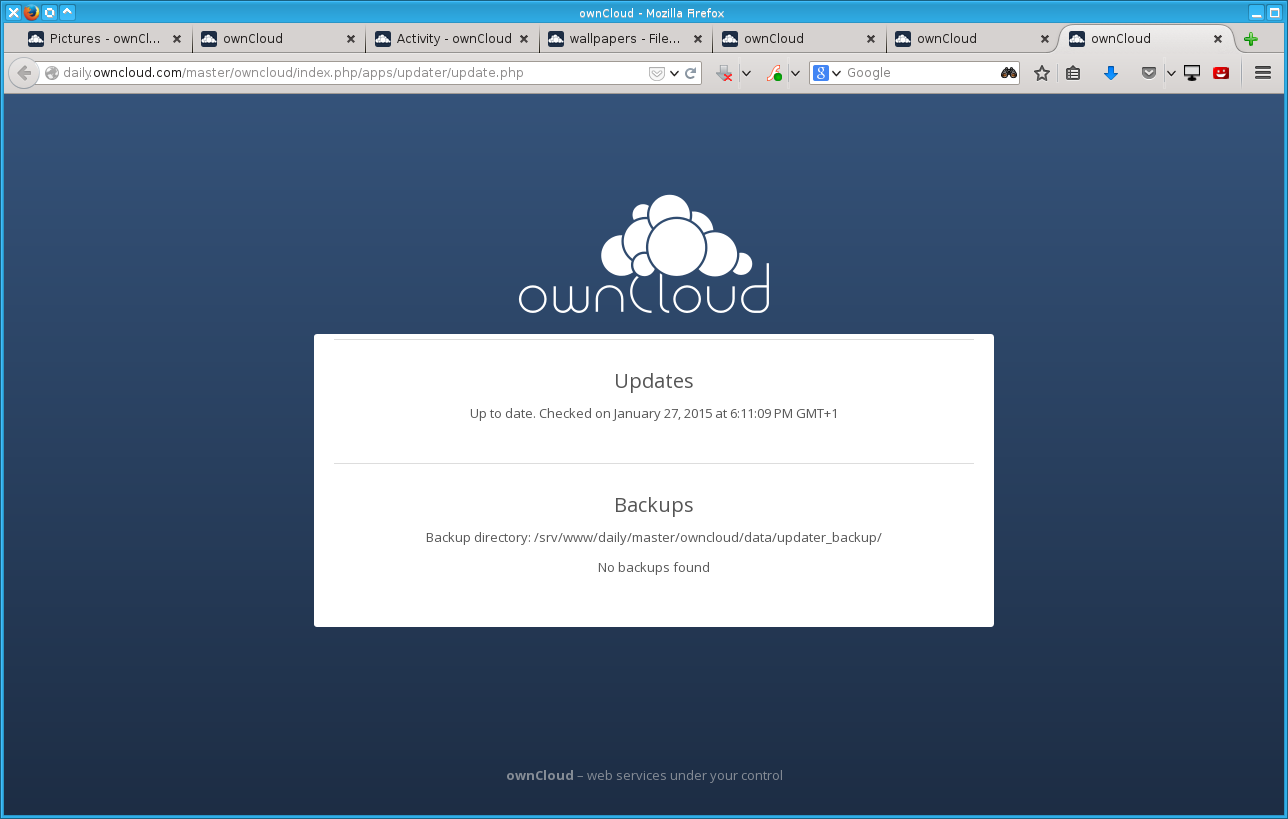 ownCloud - Mozilla Firefox
Pictures - ownCl...
ownCloud
Activity - ownCloud
wallpapers - File...
ownCloud
ownCloud
ownCloud
daily.owncloud.com/master/owncloud/index.php/apps/updater/update.php
8 Google
ownCloud
Updates
Up to date. Checked on January 27, 2015 at 6:11:09 PM GMT+1
Backups
Backup directory: /srv/www/daily/master/owncloud/data/updater_backup/
No backups found
ownCloud – web services under your control